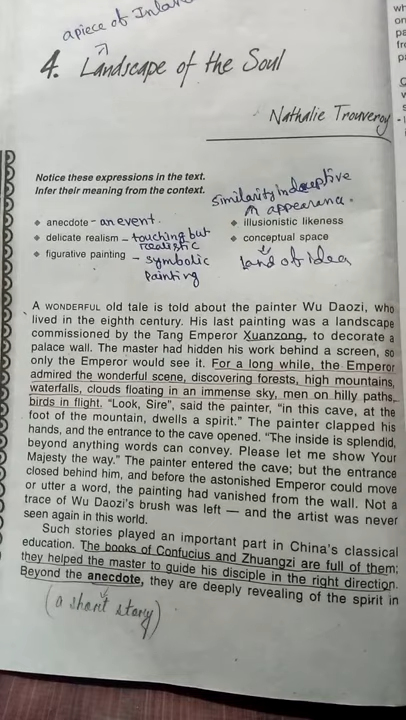 apiece of Inlan
4. Landscape of the Soul
Nathalie Trouveroy
Notice these expressions in the text.
Infer their meaning from the context.
similarity in deceptive
appearance.
anecdote - an event.
illusionistic likeness
delicate realism - touching but
realistic
conceptual space
figurative painting - symbolic
painting
land of idea
A WONDERFUL old tale is told about the painter Wu Daozi, who
lived in the eighth century. His last painting was a landscape
commissioned by the Tang Emperor Xuanzong, to decorate a
palace wall. The master had hidden his work behind a screen, so
only the Emperor would see it. For a long while, the Emperor
admired the wonderful scene, discovering forests, high mountains,
waterfalls, clouds floating in an immense sky, men on hilly paths,
birds in flight. “Look, Sire”, said the painter, “in this cave, at the
foot of the mountain, dwells a spirit.” The painter clapped his
hands, and the entrance to the cave opened. “The inside is splendid,
beyond anything words can convey. Please let me show Your
Majesty the way.” The painter entered the cave; but the entrance
closed behind him, and before the astonished Emperor could move
or utter a word, the painting had vanished from the wall. Not a
trace of Wu Daozi’s brush was left — and the artist was never
seen again in this world.
Such stories played an important part in China’s classical
education. The books of Confucius and Zhuangzi are full of them;
they helped the master to guide his disciple in the right direction.
Beyond the anecdote, they are deeply revealing of the spirit in
(a short story)